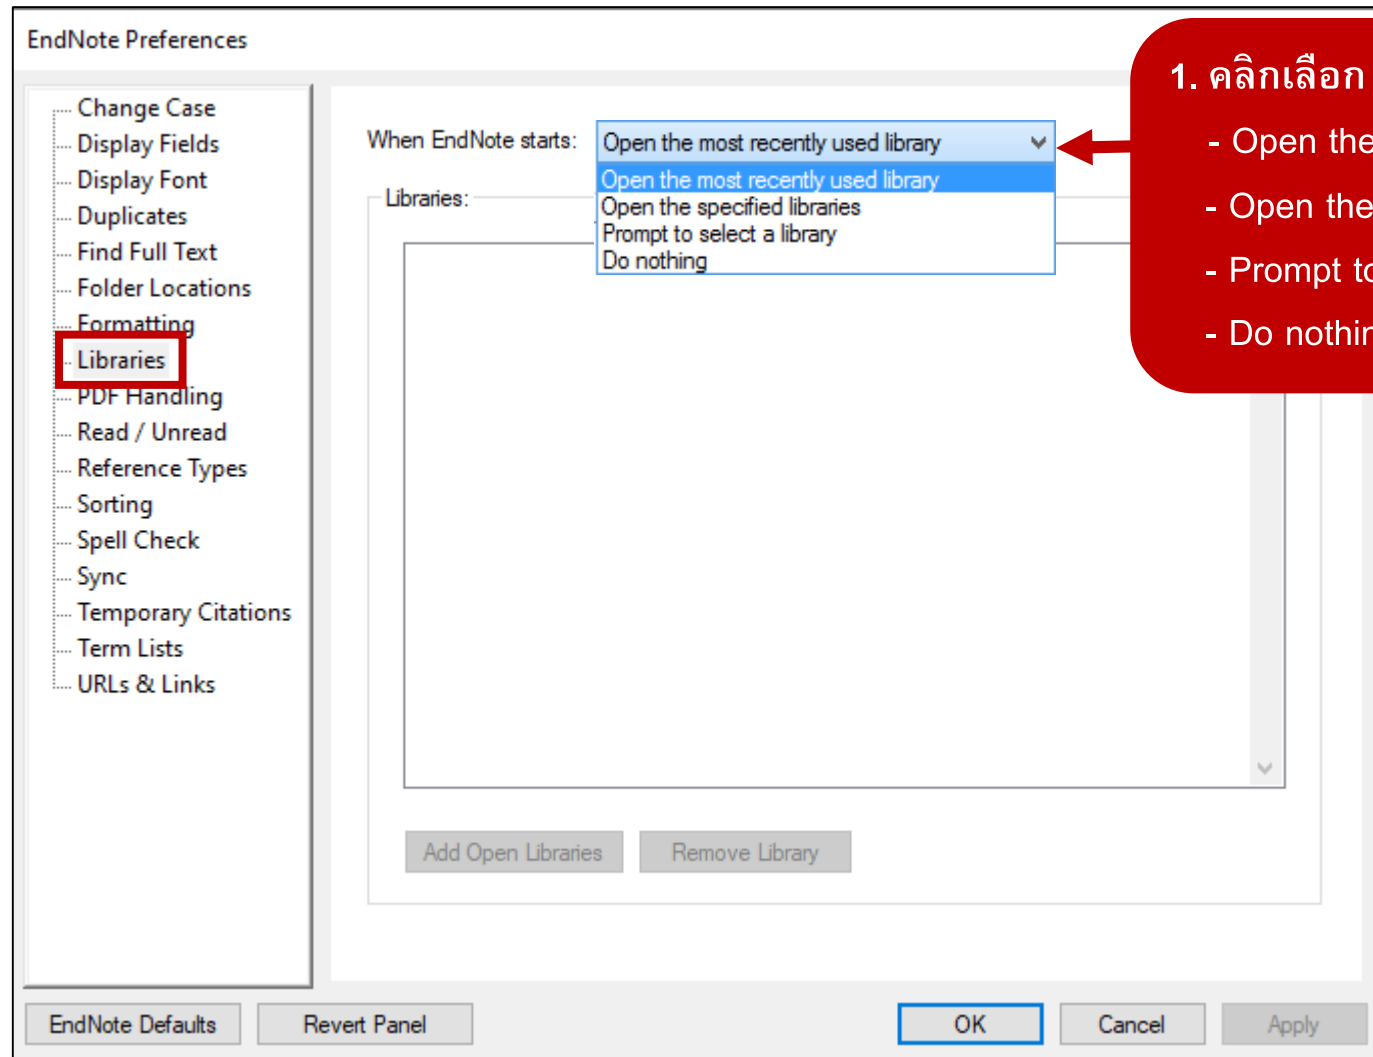 EndNote Preferences
Change Case
Display Fields
Display Font
Duplicates
Find Full Text
Folder Locations
Formatting
Libraries
PDF Handling
Read / Unread
Reference Types
Sorting
Spell Check
Sync
Temporary Citations
Term Lists
URLs & Links
When EndNote starts: Open the most recently used library
Open the most recently used library
Open the specified libraries
Prompt to select a library
Do nothing
Libraries:
Add Open Libraries Remove Library
1. คลิกเลือก
- Open the
- Open the
- Prompt
- Do
EndNote Defaults Revert Panel OK Cancel Apply